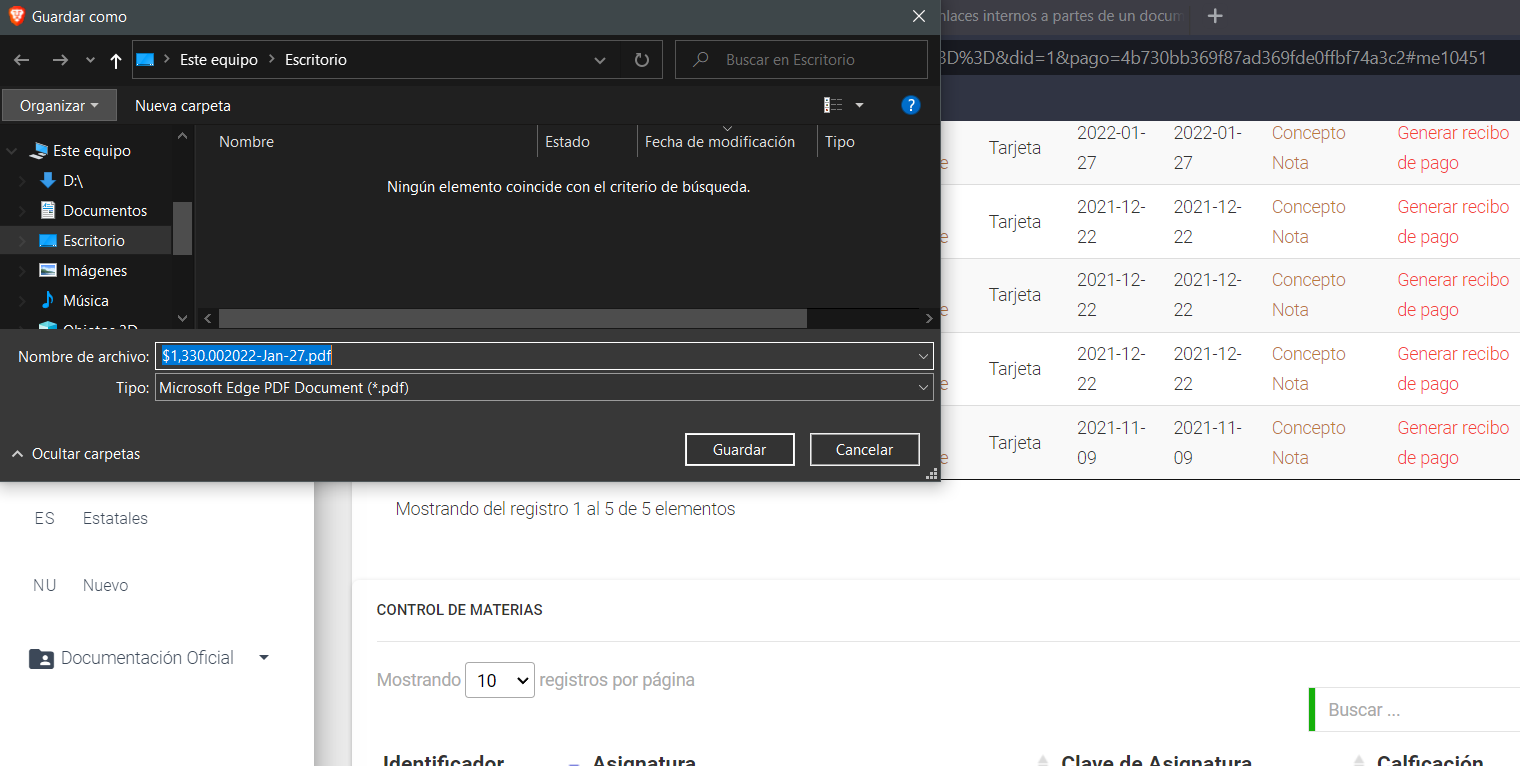 Guardar como
nlaces internos a partes de un docum
Este equipo
Escritorio
Buscar en Escritorio
3D%3D&did=1&pago=4b730bb369f87ad369fde0ffbf74a3c2#me10451
Organizar
Nueva carpeta
?
Nombre
Estado
Fecha de modificación
Tipo
Ningún elemento coincide con el criterio de búsqueda.
Este equipo
D:\
Documentos
Escritorio
Imágenes
Música
Objetos 3D
Nombre de archivo:
$1,330.002022-Jan-27.pdf
Tipo:
Microsoft Edge PDF Document (*.pdf)
Ocultar carpetas
Guardar
Cancelar
e Tarjeta 2022-01-27 2022-01-27 Concepto Nota Generar recibo de pago
e Tarjeta 2021-12-22 2021-12-22 Concepto Nota Generar recibo de pago
e Tarjeta 2021-12-22 2021-12-22 Concepto Nota Generar recibo de pago
e Tarjeta 2021-12-22 2021-12-22 Concepto Nota Generar recibo de pago
e Tarjeta 2021-11-09 2021-11-09 Concepto Nota Generar recibo de pago
Mostrando del registro 1 al 5 de 5 elementos
ES Estatales
NU Nuevo
Documentación Oficial
CONTROL DE MATERIAS
Mostrando 10 registros por página
Buscar ...
Identificador Asignatura Clave de Asignatura Calficación